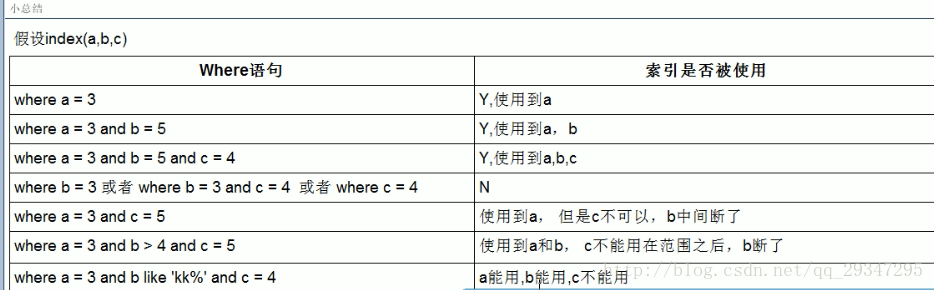 小总结
假设index(a,b,c)
Where语句 索引是否被使用
where a = 3 Y,使用到a
where a = 3 and b = 5 Y,使用到a，b
where a = 3 and b = 5 and c = 4 Y,使用到a,b,c
where b = 3 或者 where b = 3 and c = 4 或者 where c = 4 N
where a = 3 and c = 5 使用到a， 但是c不可以，b中间断了
where a = 3 and b > 4 and c = 5 使用到a和b， c不能用在范围之后，b断了
where a = 3 and b like 'kk%' and c = 4 a能用,b能用,c不能用
http://blog.csdn.net/qq_29347295